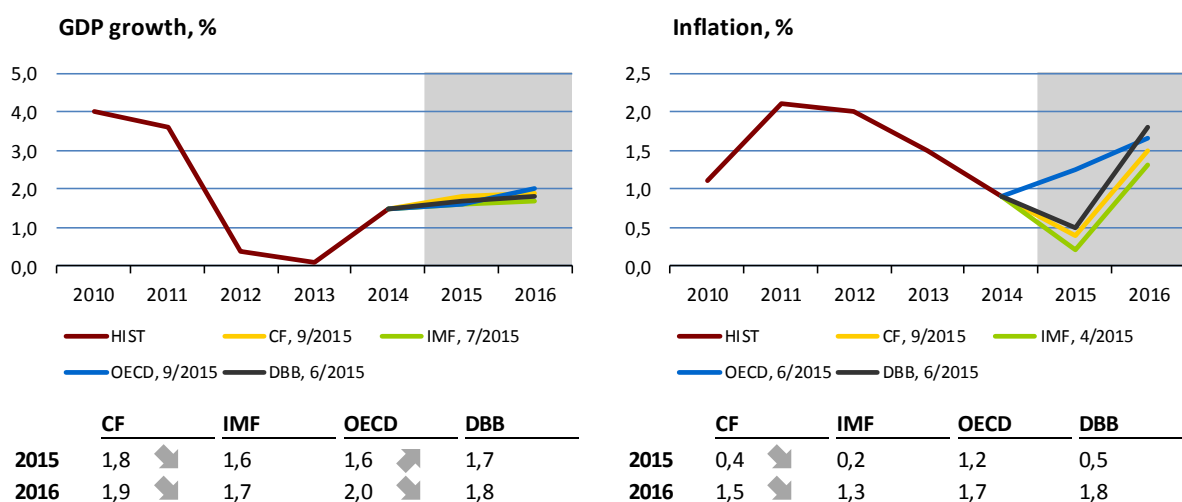 GDP growth, %
5,0
4,0
3,0
2,0
1,0
0,0
2010 2011 2012 2013 2014 2015 2016
HIST CF, 9/2015 IMF, 7/2015
OECD, 9/2015 DBB, 6/2015
CF IMF OECD DBB
2015 1,8 1,6 1,6 1,7
2016 1,9 1,7 2,0 1,8
Inflation, %
2,5
2,0
1,5
1,0
0,5
0,0
2010 2011 2012 2013 2014 2015 2016
HIST CF, 9/2015 IMF, 4/2015
OECD, 6/2015 DBB, 6/2015
CF IMF OECD DBB
2015 0,4 0,2 1,2 0,5
2016 1,5 1,3 1,7 1,8